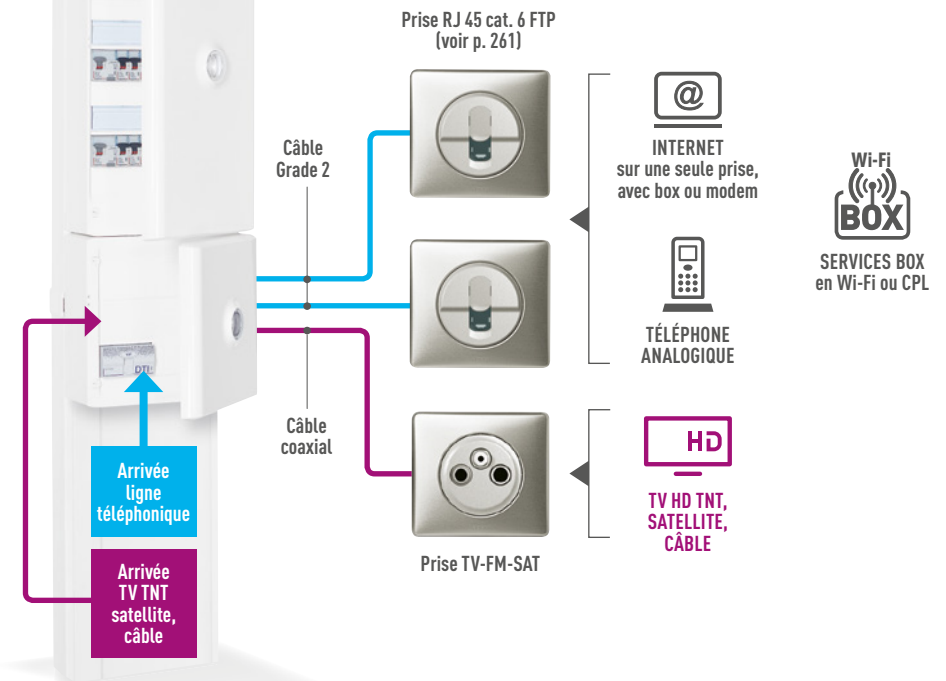 Prise RJ 45 cat. 6 FTP
(voir p. 261)
Câble
Grade 2
@
INTERNET
sur une seule prise,
avec box ou modem
Wi-Fi
BOX
SERVICES BOX
en Wi-Fi ou CPL
TÉLÉPHONE
ANALOGIQUE
DTI
Câble
coaxial
HD
TV HD TNT,
SATELLITE,
CÂBLE
Prise TV-FM-SAT
Arrivée
ligne
téléphonique
Arrivée
TV TNT
satellite,
câble